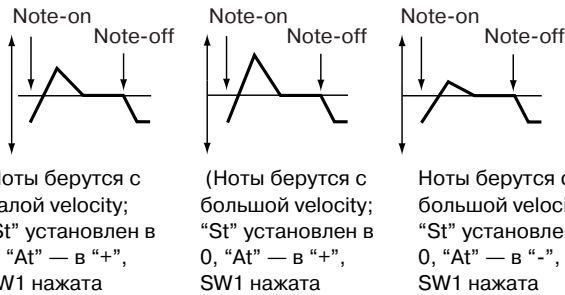 Note-on
Note-off
Note-on
Note-off
Note-on
Note-off
оты берутся с
алой velocity;
St” установлен в
, “At” — в “+”,
W1 нажата
(Ноты берутся с
большой velocity;
“St” установлен в
0, “At” — в “+”,
SW1 нажата
Ноты берутся
большой
“St”
0, “At” — в “-”,
SW1 нажата